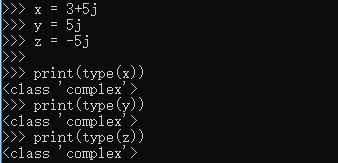 >>> x = 3+5j
>>> y = 5j
>>> z = -5j
>>>
>>> print(type(x))
<class 'complex'>
>>> print(type(y))
<class 'complex'>
>>> print(type(z))
<class 'complex'>